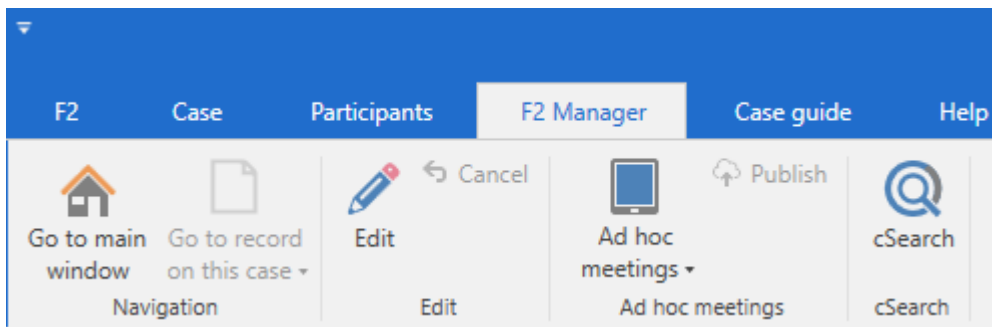 F2 Case Participants F2 Manager Case guide Help
Go to main window
Go to record on this case
Edit
Cancel
Ad hoc meetings
Publish
cSearch
Navigation Edit Ad hoc meetings cSearch